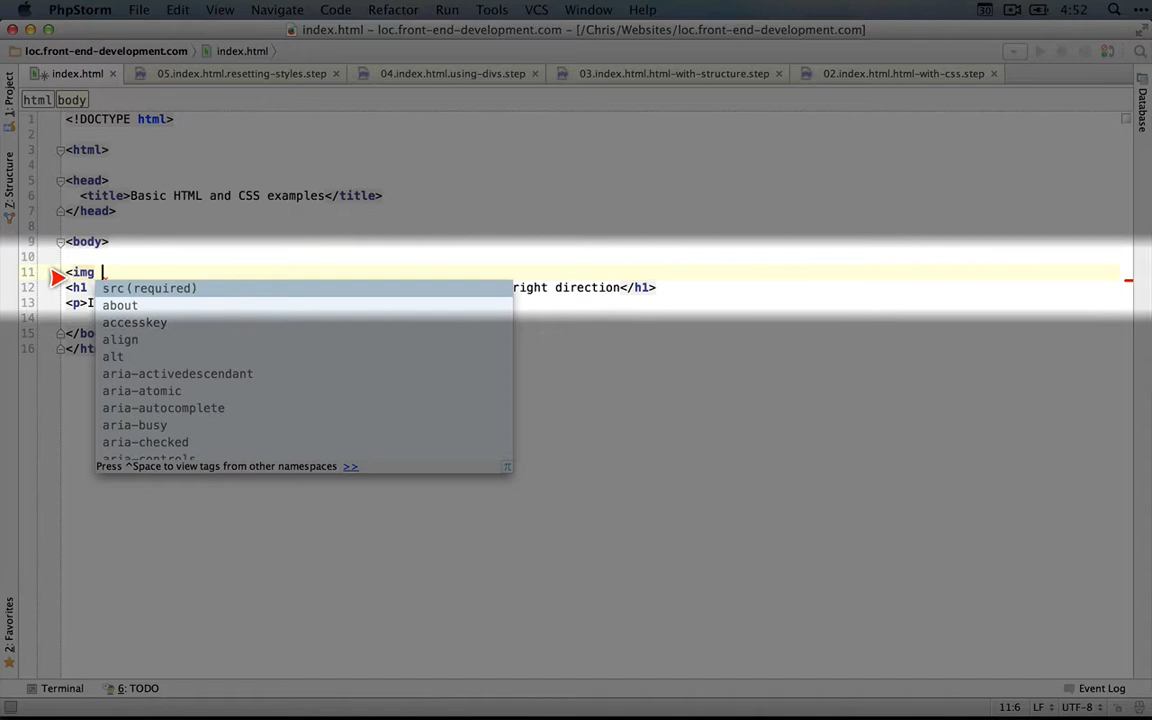 PhpStorm File Edit View Navigate Code Refactor Run Tools VCS Window Help 30 4:52
index.html – loc.front-end-development.com – [/Chris/Websites/loc.front-end-development.com]
loc.front-end-development.com index.html
index.html 05.index.html.resetting-styles.step 04.index.html.using-divs.step 03.index.html.html-with-structure.step 02.index.html.html-with-css.step
html body
1: Project
Z: Structure
2: Favorites
Database
1 <!DOCTYPE html>
2
3 <html>
4
5 <head>
6 <title>Basic HTML and CSS examples</title>
7 </head>
8
9 <body>
10
11 <img
12 <h1 right direction</h1>
13 <p>I
14
15 </bo
16 </ht
src(required)
about
accesskey
align
alt
aria-activedescendant
aria-atomic
aria-autocomplete
aria-busy
aria-checked
aria-controls
Press ^Space to view tags from other namespaces >> π
Terminal 6: TODO Event Log
11:6 LF UTF-8